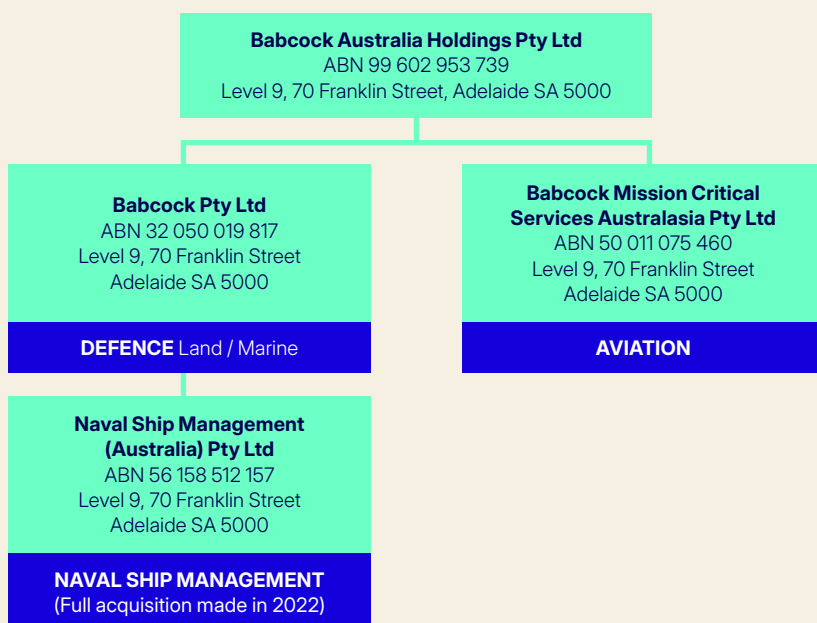 Babcock Australia Holdings Pty Ltd
ABN 99 602 953 739
Level 9, 70 Franklin Street, Adelaide SA 5000
Babcock Pty Ltd
ABN 32 050 019 817
Level 9, 70 Franklin Street
Adelaide SA 5000
DEFENCE Land / Marine
Babcock Mission Critical
Services Australasia Pty Ltd
ABN 50 011 075 460
Level 9, 70 Franklin Street
Adelaide SA 5000
AVIATION
Naval Ship Management
(Australia) Pty Ltd
ABN 56 158 512 157
Level 9, 70 Franklin Street
Adelaide SA 5000
NAVAL SHIP MANAGEMENT
(Full acquisition made in 2022)